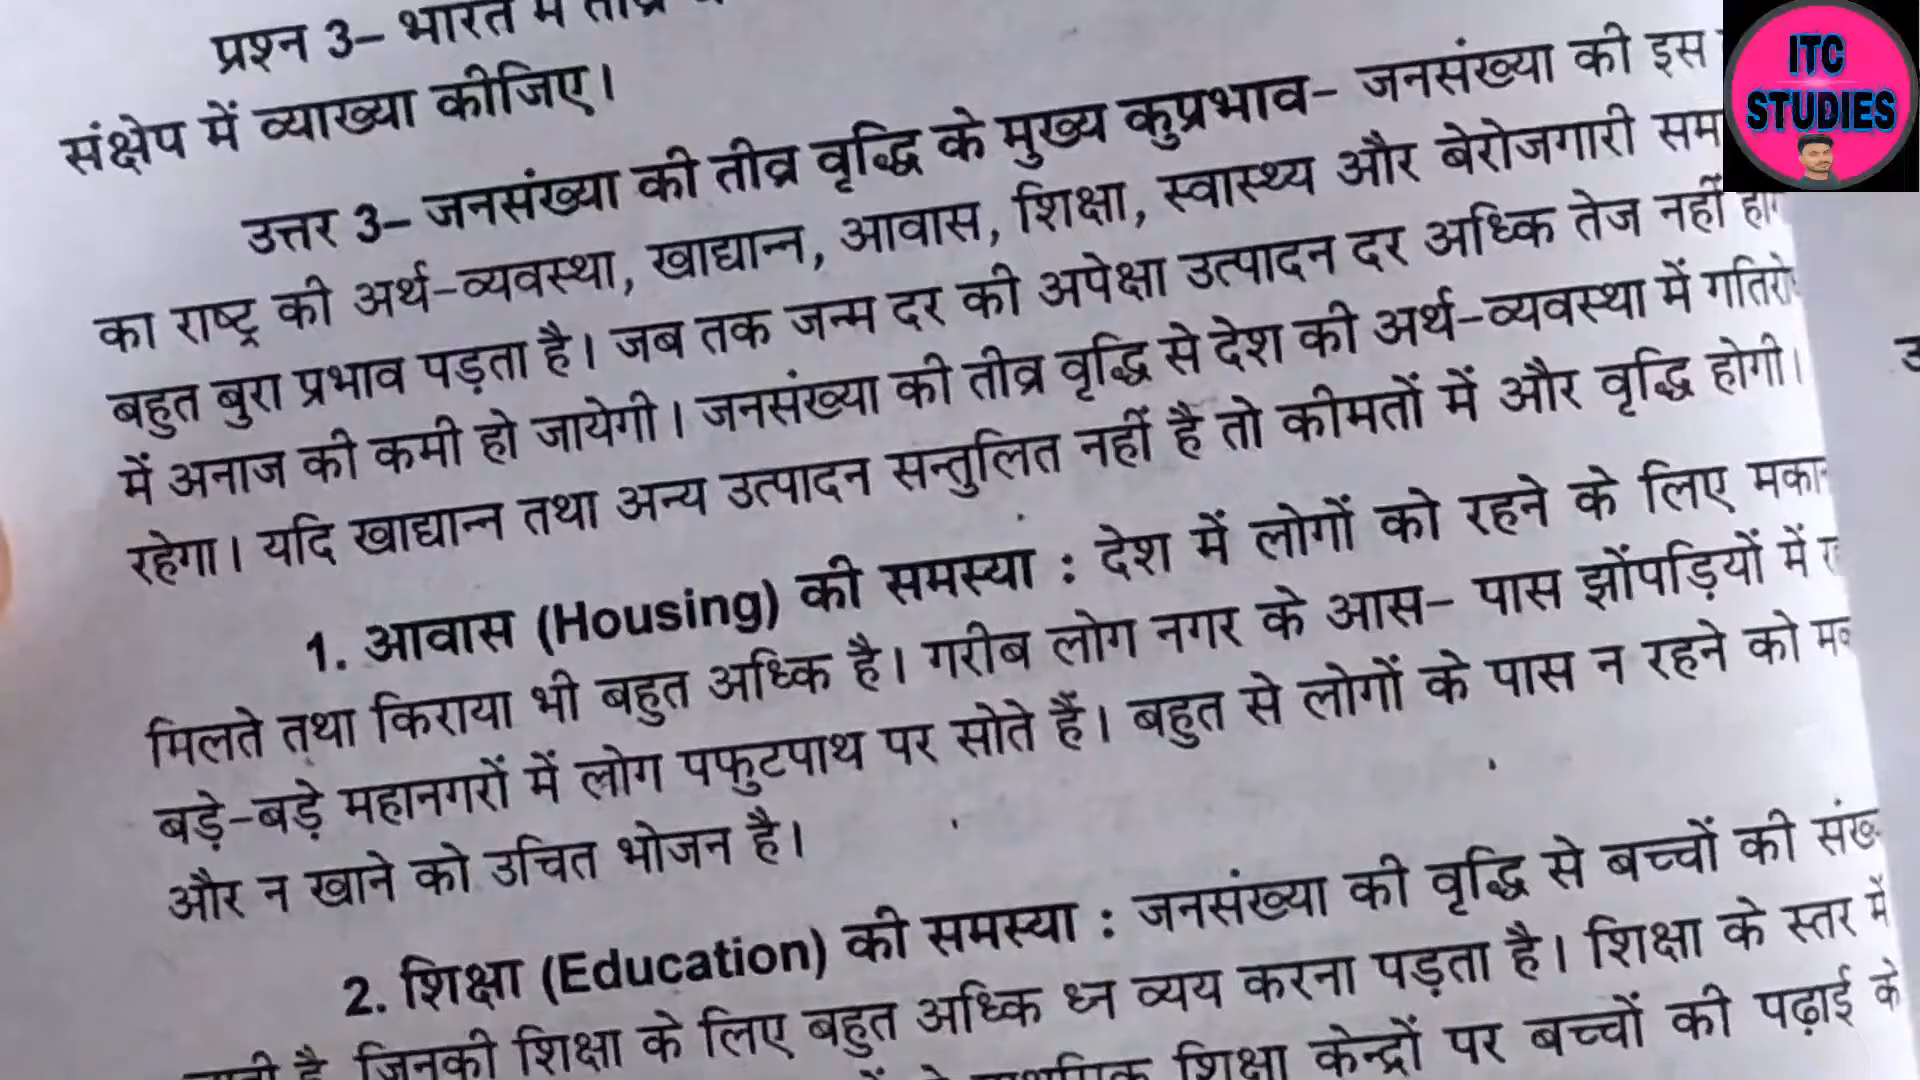 प्रश्न 3– भारत में
संक्षेप में व्याख्या कीजिए।
उत्तर 3– जनसंख्या की तीव्र वृद्धि के मुख्य कुप्रभाव– जनसंख्या की इस
का राष्ट्र की अर्थ–व्यवस्था, खाद्यान्न, आवास, शिक्षा, स्वास्थ्य और बेरोजगारी
बहुत बुरा प्रभाव पड़ता है। जब तक जन्म दर की अपेक्षा उत्पादन दर अध्कि तेज नहीं
में अनाज की कमी हो जायेगी। जनसंख्या की तीव्र वृद्धि से देश की अर्थ–व्यवस्था में
रहेगा। यदि खाद्यान्न तथा अन्य उत्पादन सन्तुलित नहीं है तो कीमतों में और वृद्धि होगी।
1. आवास (Housing) की समस्या : देश में लोगों को रहने के लिए
मिलते तथा किराया भी बहुत अध्कि है। गरीब लोग नगर के आस– पास झोंपड़ियों में
बड़े–बड़े महानगरों में लोग पफुटपाथ पर सोते हैं। बहुत से लोगों के पास न रहने को
और न खाने को उचित भोजन है।
2. शिक्षा (Education) की समस्या : जनसंख्या की वृद्धि से बच्चों की
है जिनकी शिक्षा के लिए बहुत अध्कि ध्न व्यय करना पड़ता है। शिक्षा के स्तर में
शिक्षा केन्द्रों पर बच्चों की पढ़ाई के
ITC
STUDIES